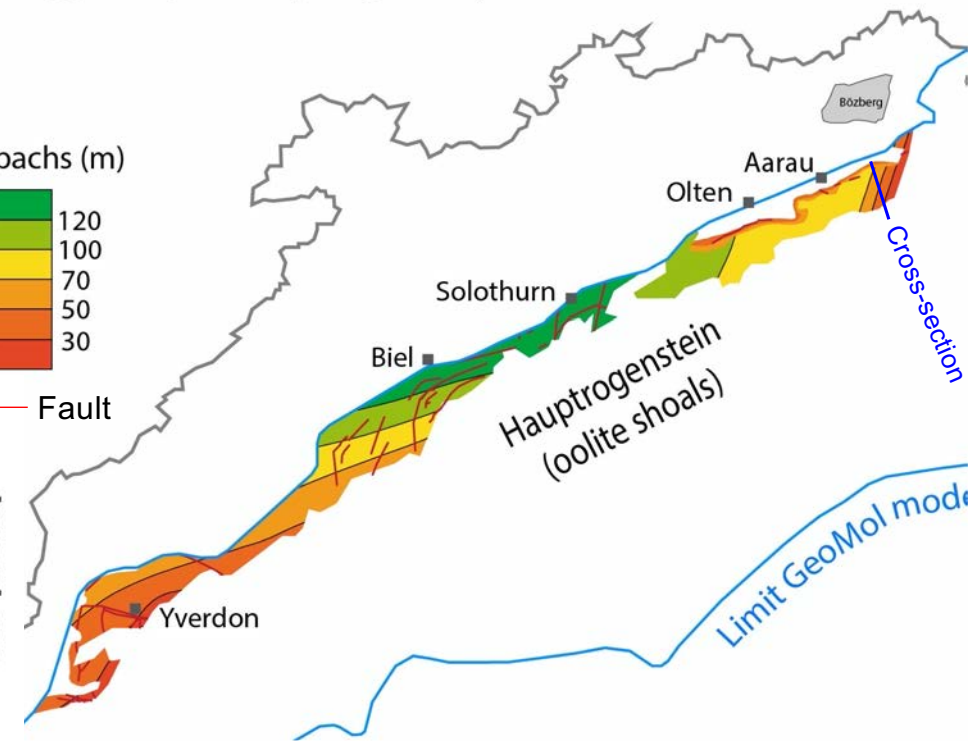 Bözberg
pachs (m)
Aarau
Olten
120
100
70
50
30
Solothurn
Cross-section
Biel
Hauptrogenstein
(oolite shoals)
Fault
Limit GeoMol mode
Yverdon